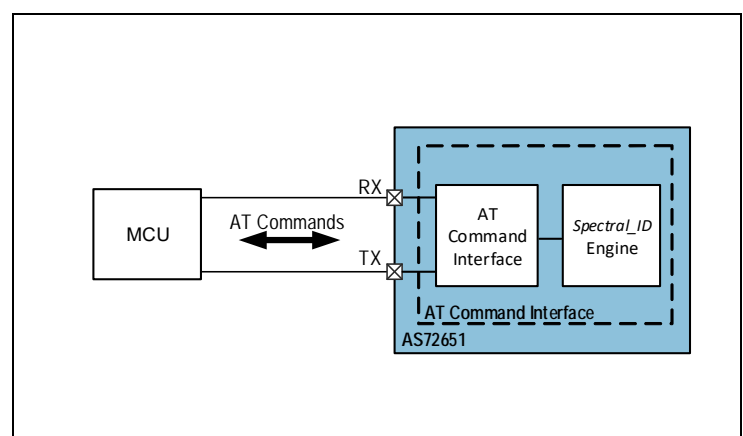 RX
MCU
AT Commands
TX
AT
Command
Interface
Spectral_ID
Engine
AT Command Interface
AS72651